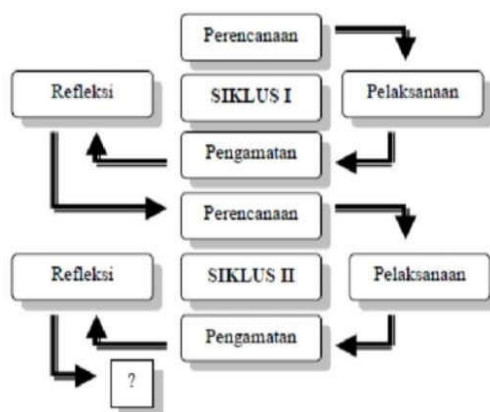 Perencanaan
Refleksi
SIKLUS I
Pelaksanaan
Pengamatan
Perencanaan
Refleksi
SIKLUS II
Pelaksanaan
Pengamatan
?